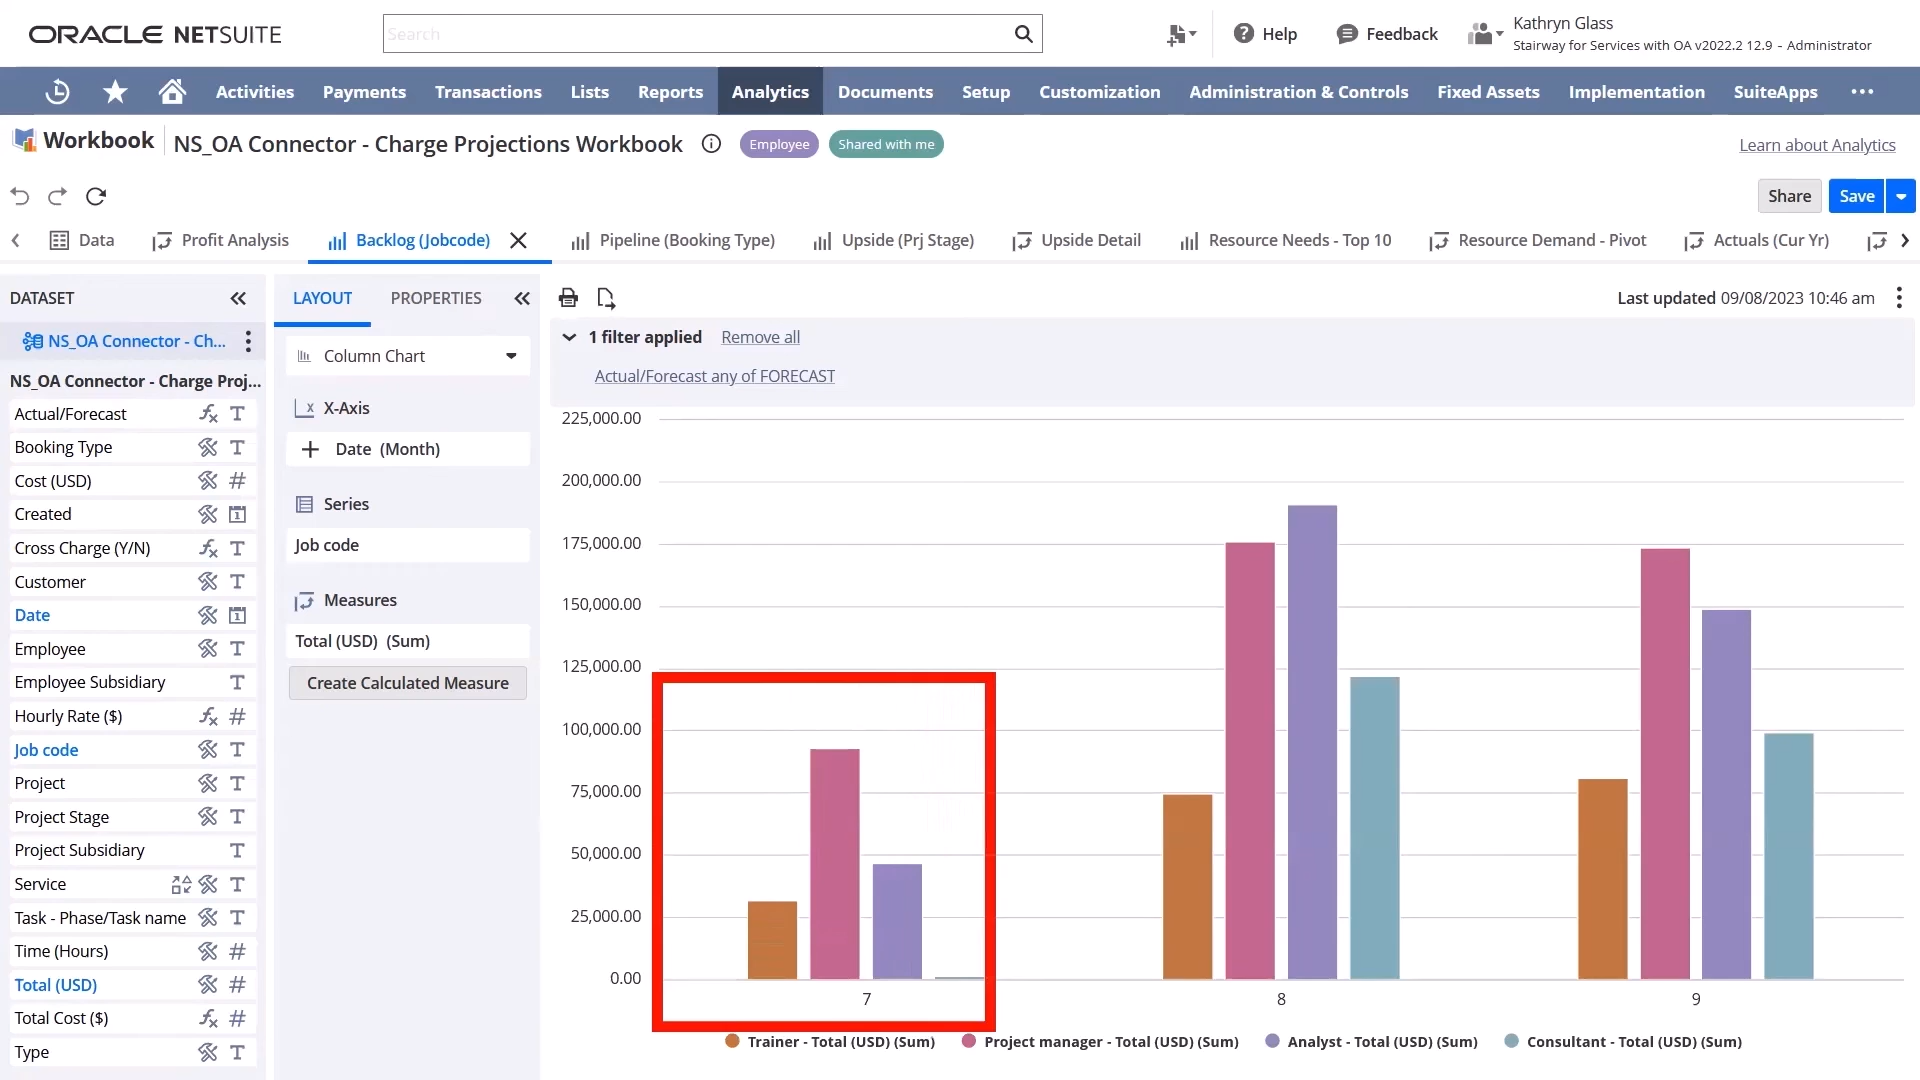 ORACLE NETSUITE
Search
Help
Feedback
Kathryn Glass
Stairway for Services with OA v2022.2 12.9 - Administrator
Activities Payments Transactions Lists Reports Analytics Documents Setup Customization Administration & Controls Fixed Assets Implementation SuiteApps
Workbook NS_OA Connector - Charge Projections Workbook Employee Shared with me Learn about Analytics
Share Save
Data Profit Analysis Backlog (Jobcode) Pipeline (Booking Type) Upside (Prj Stage) Upside Detail Resource Needs - Top 10 Resource Demand - Pivot Actuals (Cur Yr)
DATASET
NS_OA Connector - Ch...
NS_OA Connector - Charge Proj...
Actual/Forecast
Booking Type
Cost (USD)
Created
Cross Charge (Y/N)
Customer
Date
Employee
Employee Subsidiary
Hourly Rate ($)
Job code
Project
Project Stage
Project Subsidiary
Service
Task - Phase/Task name
Time (Hours)
Total (USD)
Total Cost ($)
Type
LAYOUT PROPERTIES
Column Chart
X-Axis
Date (Month)
Series
Job code
Measures
Total (USD) (Sum)
Create Calculated Measure
Last updated 09/08/2023 10:46 am
1 filter applied Remove all
Actual/Forecast any of FORECAST
225,000.00
200,000.00
175,000.00
150,000.00
125,000.00
100,000.00
75,000.00
50,000.00
25,000.00
0.00
7 8 9
Trainer - Total (USD) (Sum) Project manager - Total (USD) (Sum) Analyst - Total (USD) (Sum) Consultant - Total (USD) (Sum)